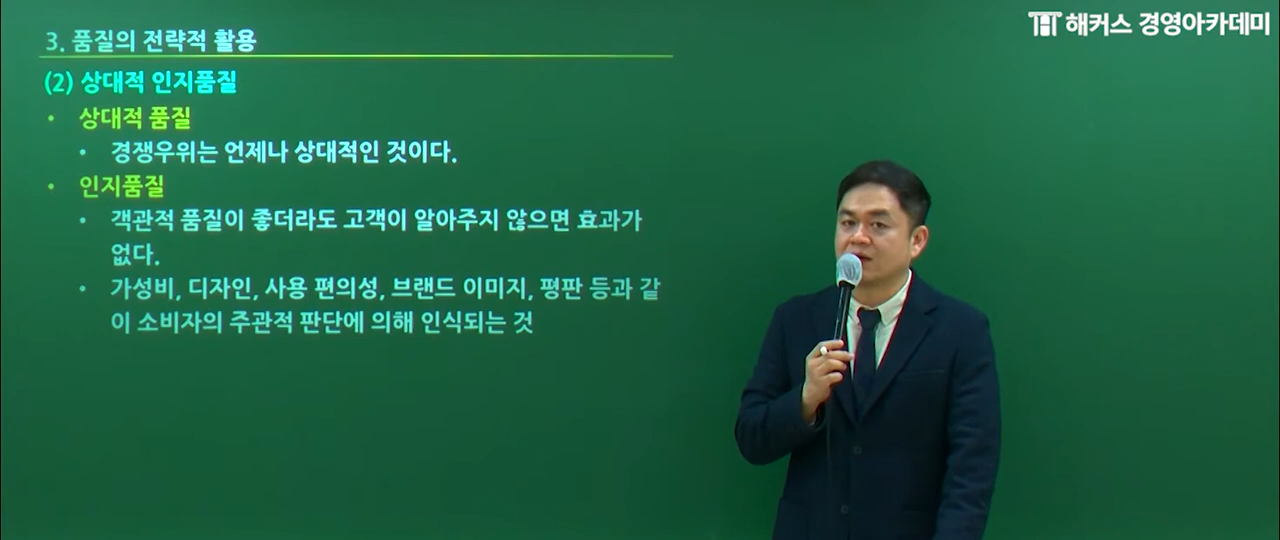 해커스 경영아카데미
3. 품질의 전략적 활용
(2) 상대적 인지품질
• 상대적 품질
• 경쟁우위는 언제나 상대적인 것이다.
• 인지품질
• 객관적 품질이 좋더라도 고객이 알아주지 않으면 효과가
없다.
• 가성비, 디자인, 사용 편의성, 브랜드 이미지, 평판 등과 같
이 소비자의 주관적 판단에 의해 인식되는 것